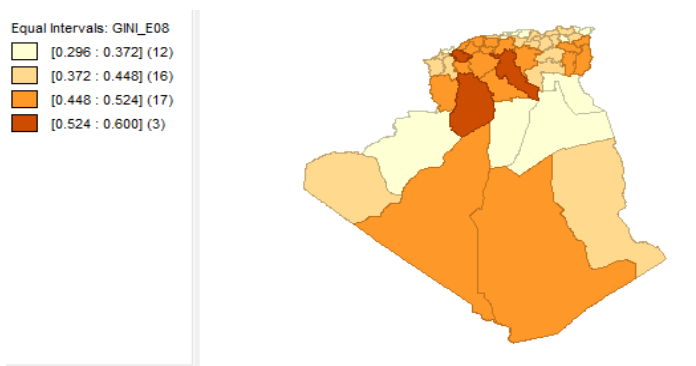 Equal Intervals: GINI_E08
[0.296 : 0.372] (12)
[0.372 : 0.448] (16)
[0.448 : 0.524] (17)
[0.524 : 0.600] (3)